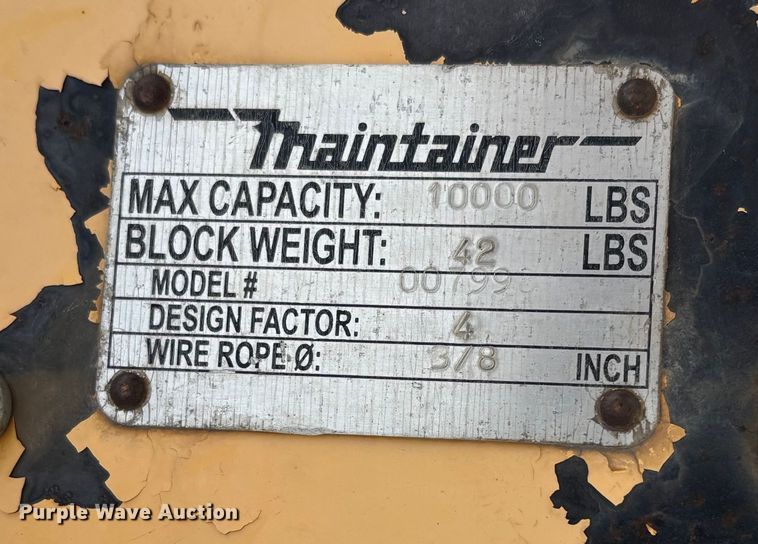 Maintainer
MAX CAPACITY: 10000 LBS
BLOCK WEIGHT: 42 LBS
MODEL #
DESIGN FACTOR: 4
WIRE ROPE Ø: 3/8 INCH
Purple Wave Auction